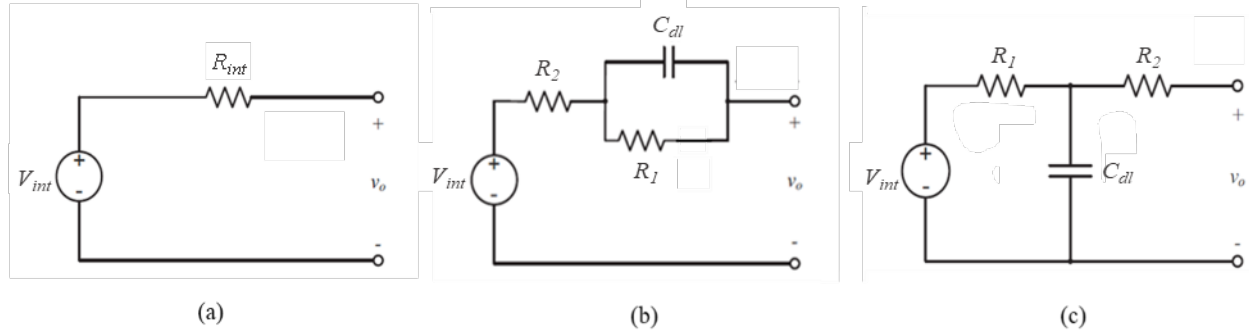 R_int
V_int
+
-
+
v_o
-
(a)
C_dl
R_2
R_1
V_int
+
-
+
v_o
-
(b)
R_1
R_2
V_int
+
-
C_dl
+
v_o
-
(c)